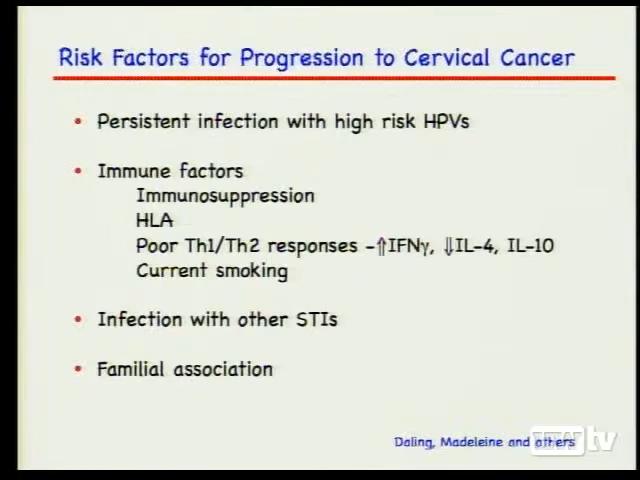 Risk Factors for Progression to Cervical Cancer
• Persistent infection with high risk HPVs
• Immune factors
Immunosuppression
HLA
Poor Th1/Th2 responses -⇑IFNγ, ⇓IL-4, IL-10
Current smoking
• Infection with other STIs
• Familial association
Daling, Madeleine and others
tv